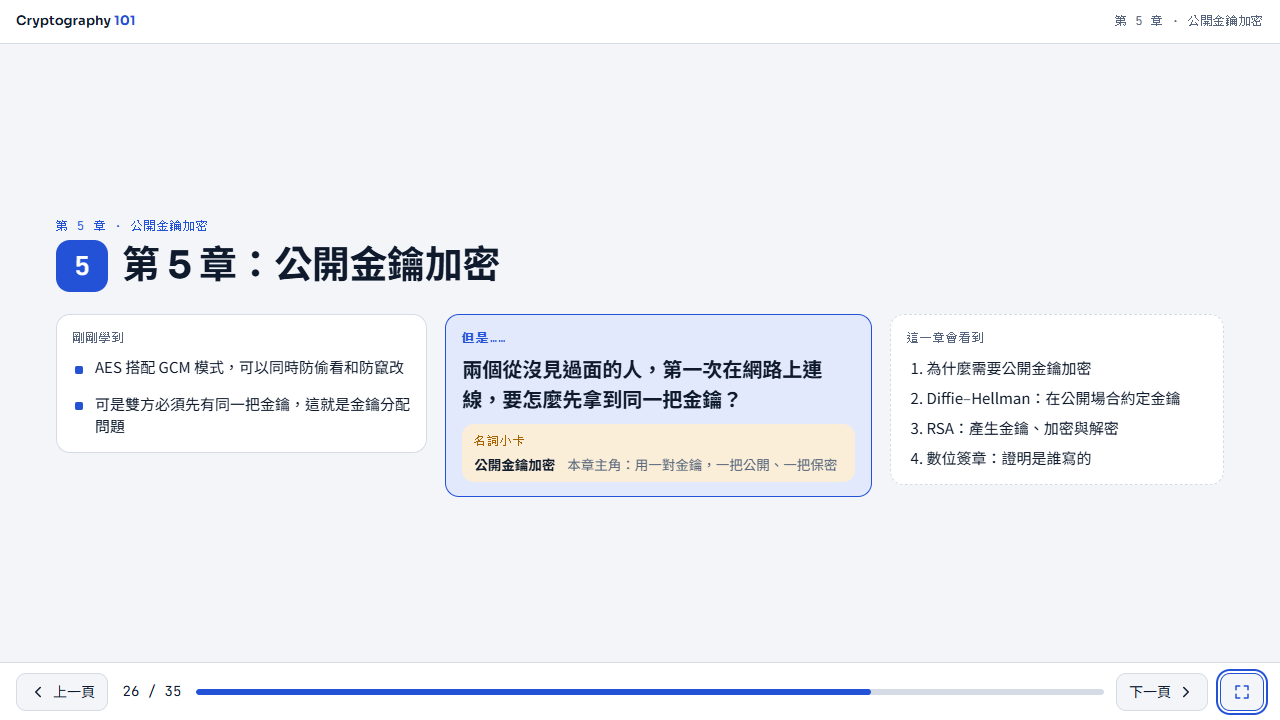 Cryptography 101
第 5 章 · 公開金鑰加密
第 5 章 · 公開金鑰加密
5
第 5 章：公開金鑰加密
剛剛學到
AES 搭配 GCM 模式，可以同時防偷看和防竄改
可是雙方必須先有同一把金鑰，這就是金鑰分配
問題
但是……
兩個從沒見過面的人，第一次在網路上連
線，要怎麼先拿到同一把金鑰？
名詞小卡
公開金鑰加密 本章主角：用一對金鑰，一把公開、一把保密
這一章會看到
1. 為什麼需要公開金鑰加密
2. Diffie–Hellman：在公開場合約定金鑰
3. RSA：產生金鑰、加密與解密
4. 數位簽章：證明是誰寫的
上一頁
26 / 35
下一頁